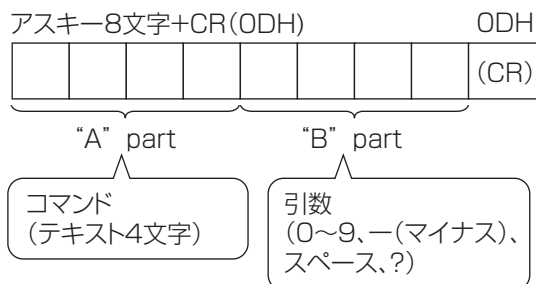 アスキー8文字+CR(0DH) 0DH
(CR)
“A” part “B” part
コマンド
(テキスト4文字)
引数
(0〜9、－(マイナス)、
スペース、?)